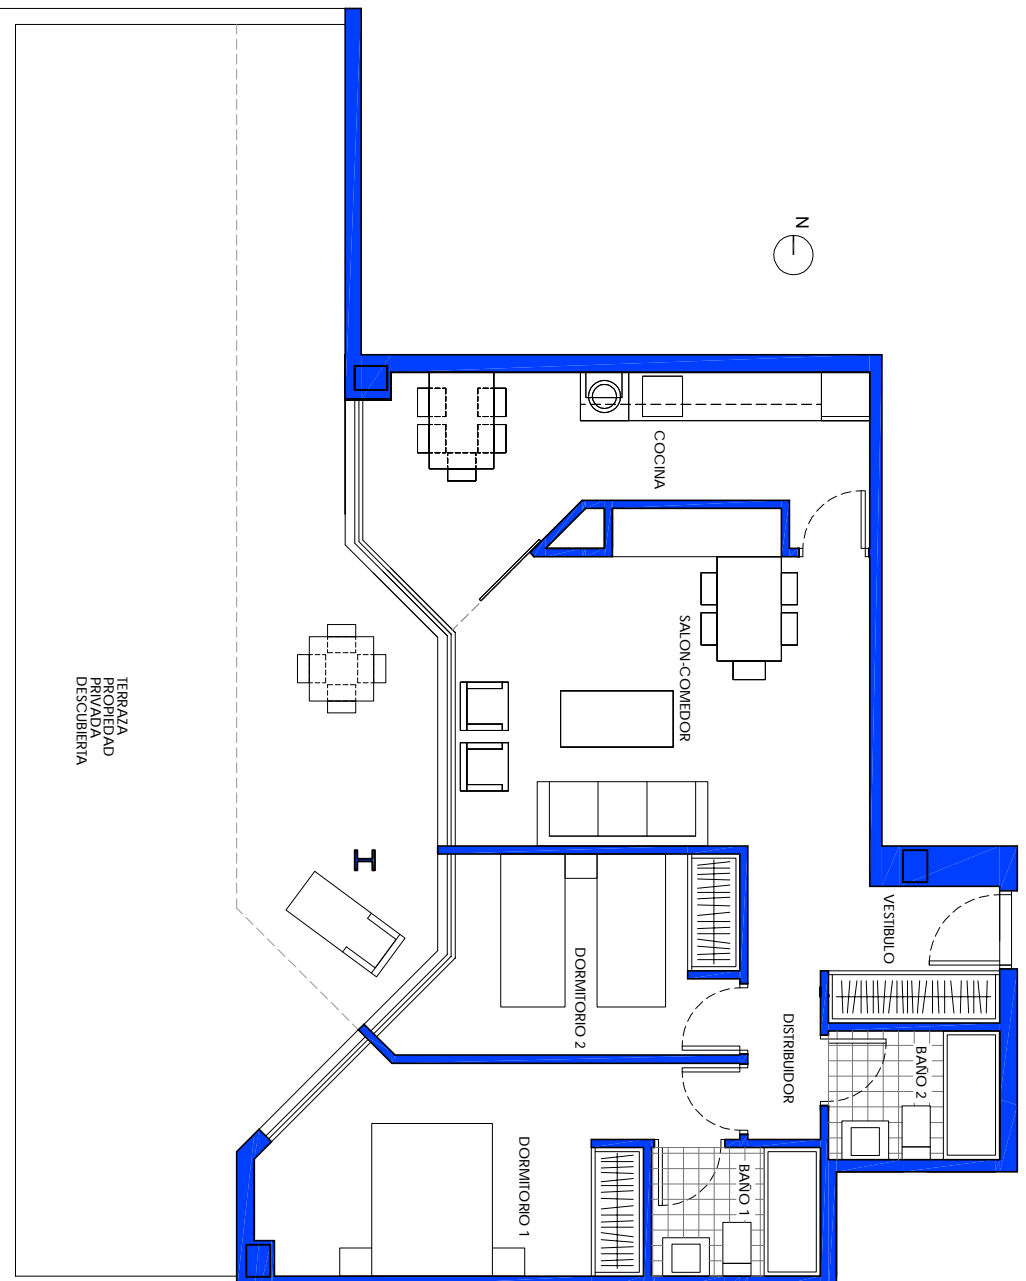 N
COCINA
SALON-COMEDOR
TERRAZA
PROPIEDAD
PRIVADA
DESCUBIERTA
VESTIBULO
DORMITORIO 2
DISTRIBUIDOR
BAÑO 2
DORMITORIO 1
BAÑO 1